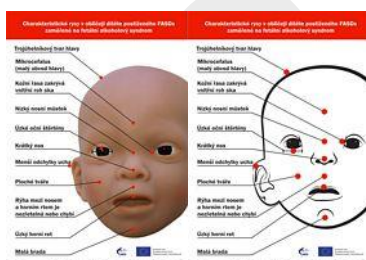 Charakteristické rysy v obličeji dítěte postiženého FASDs
zaměřené na fetální alkoholový syndrom
Trojúhelníkový tvar hlavy
Mikrocefalus
(malý obvod hlavy)
Kožní řasa zakrývá
vnitřní roh oka
Nízký nosní můstek
Úzké oční štěrbiny
Krátký nos
Menší odchylky ucha
Ploché tváře
Rýha mezi nosem
a horním rtem je
nezřetelná nebo chybí
Úzký horní ret
Malá brada
Charakteristické rysy v obličeji dítěte postiženého FASDs
zaměřené na fetální alkoholový syndrom
Trojúhelníkový tvar hlavy
Mikrocefalus
(malý obvod hlavy)
Kožní řasa zakrývá
vnitřní roh oka
Nízký nosní můstek
Úzké oční štěrbiny
Krátký nos
Menší odchylky ucha
Ploché tváře
Rýha mezi nosem
a horním rtem je
nezřetelná nebo chybí
Úzký horní ret
Malá brada